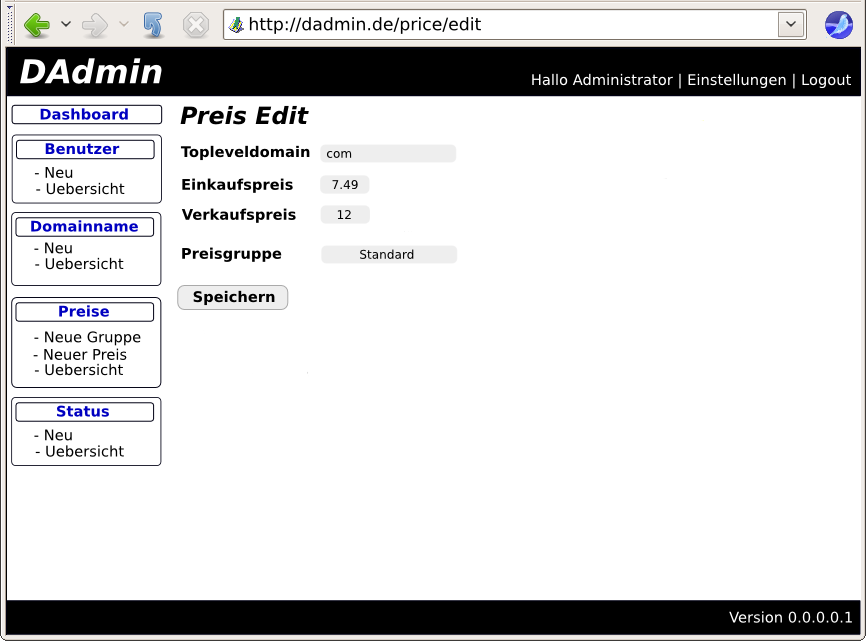 http://dadmin.de/price/edit
DAdmin
Hallo Administrator | Einstellungen | Logout
Dashboard
Benutzer
- Neu
- Uebersicht
Domainname
- Neu
- Uebersicht
Preise
- Neue Gruppe
- Neuer Preis
- Uebersicht
Status
- Neu
- Uebersicht
Preis Edit
Topleveldomain com
Einkaufspreis 7.49
Verkaufspreis 12
Preisgruppe Standard
Speichern
Version 0.0.0.0.1